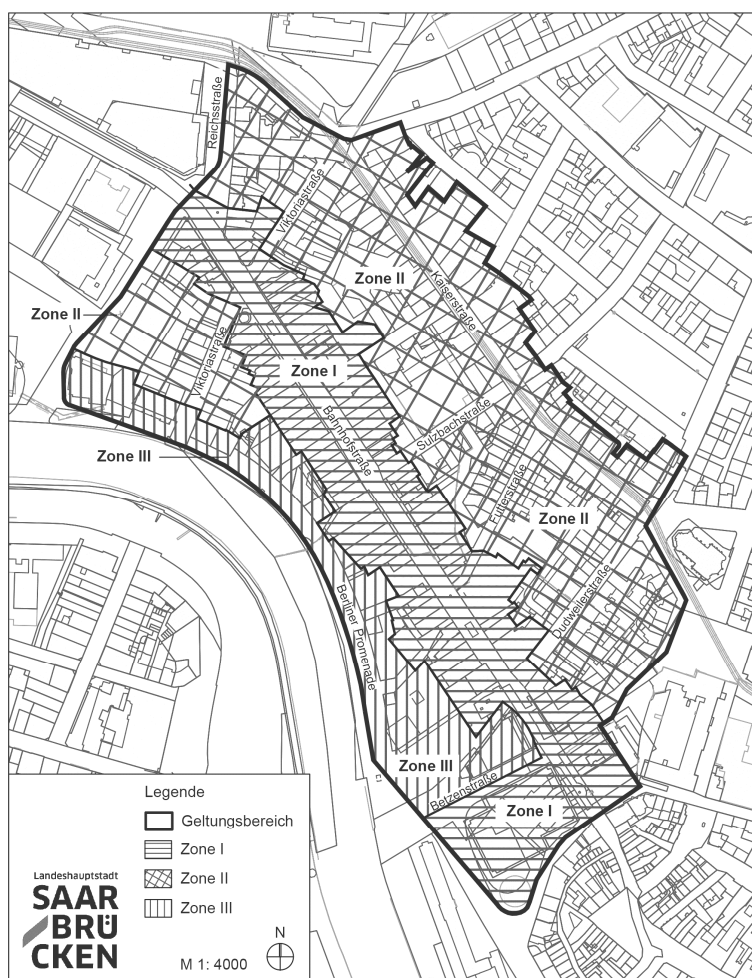 Reichsstraße
Viktoriastraße
Zone II
Kaiserstraße
Zone II
Viktoriastraße
Zone I
Bahnhofstraße
Sulzbachstraße
Zone III
Futterstraße
Zone II
Berliner Promenade
Dudweilerstraße
Zone III
Betzenstraße
Zone I
Legende
Geltungsbereich
Zone I
Zone II
Zone III
Landeshauptstadt
SAAR
BRÜ
CKEN
M 1: 4000
N